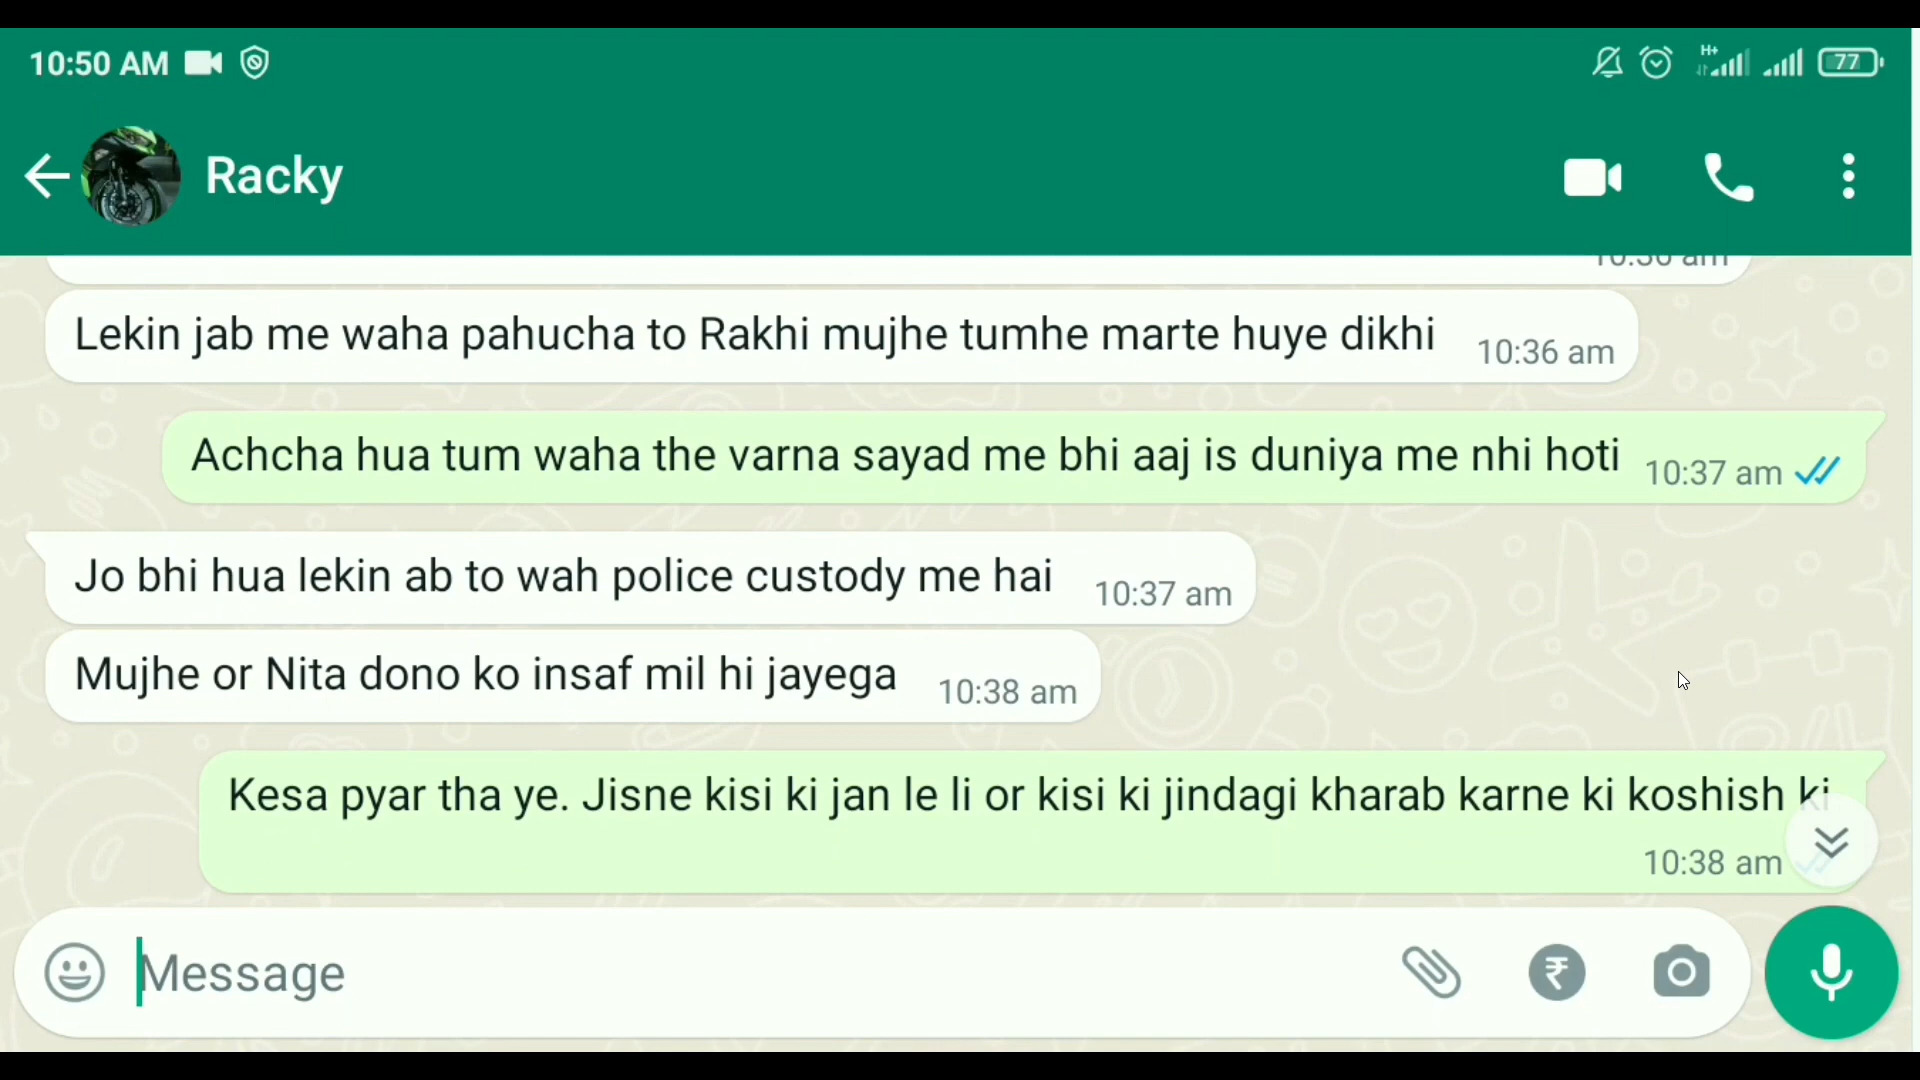 10:50 AM
H+
77
Racky
Lekin jab me waha pahucha to Rakhi mujhe tumhe marte huye dikhi 10:36 am
Achcha hua tum waha the varna sayad me bhi aaj is duniya me nhi hoti 10:37 am
Jo bhi hua lekin ab to wah police custody me hai 10:37 am
Mujhe or Nita dono ko insaf mil hi jayega 10:38 am
Kesa pyar tha ye. Jisne kisi ki jan le li or kisi ki jindagi kharab karne ki koshish ki
10:38 am
Message
₹